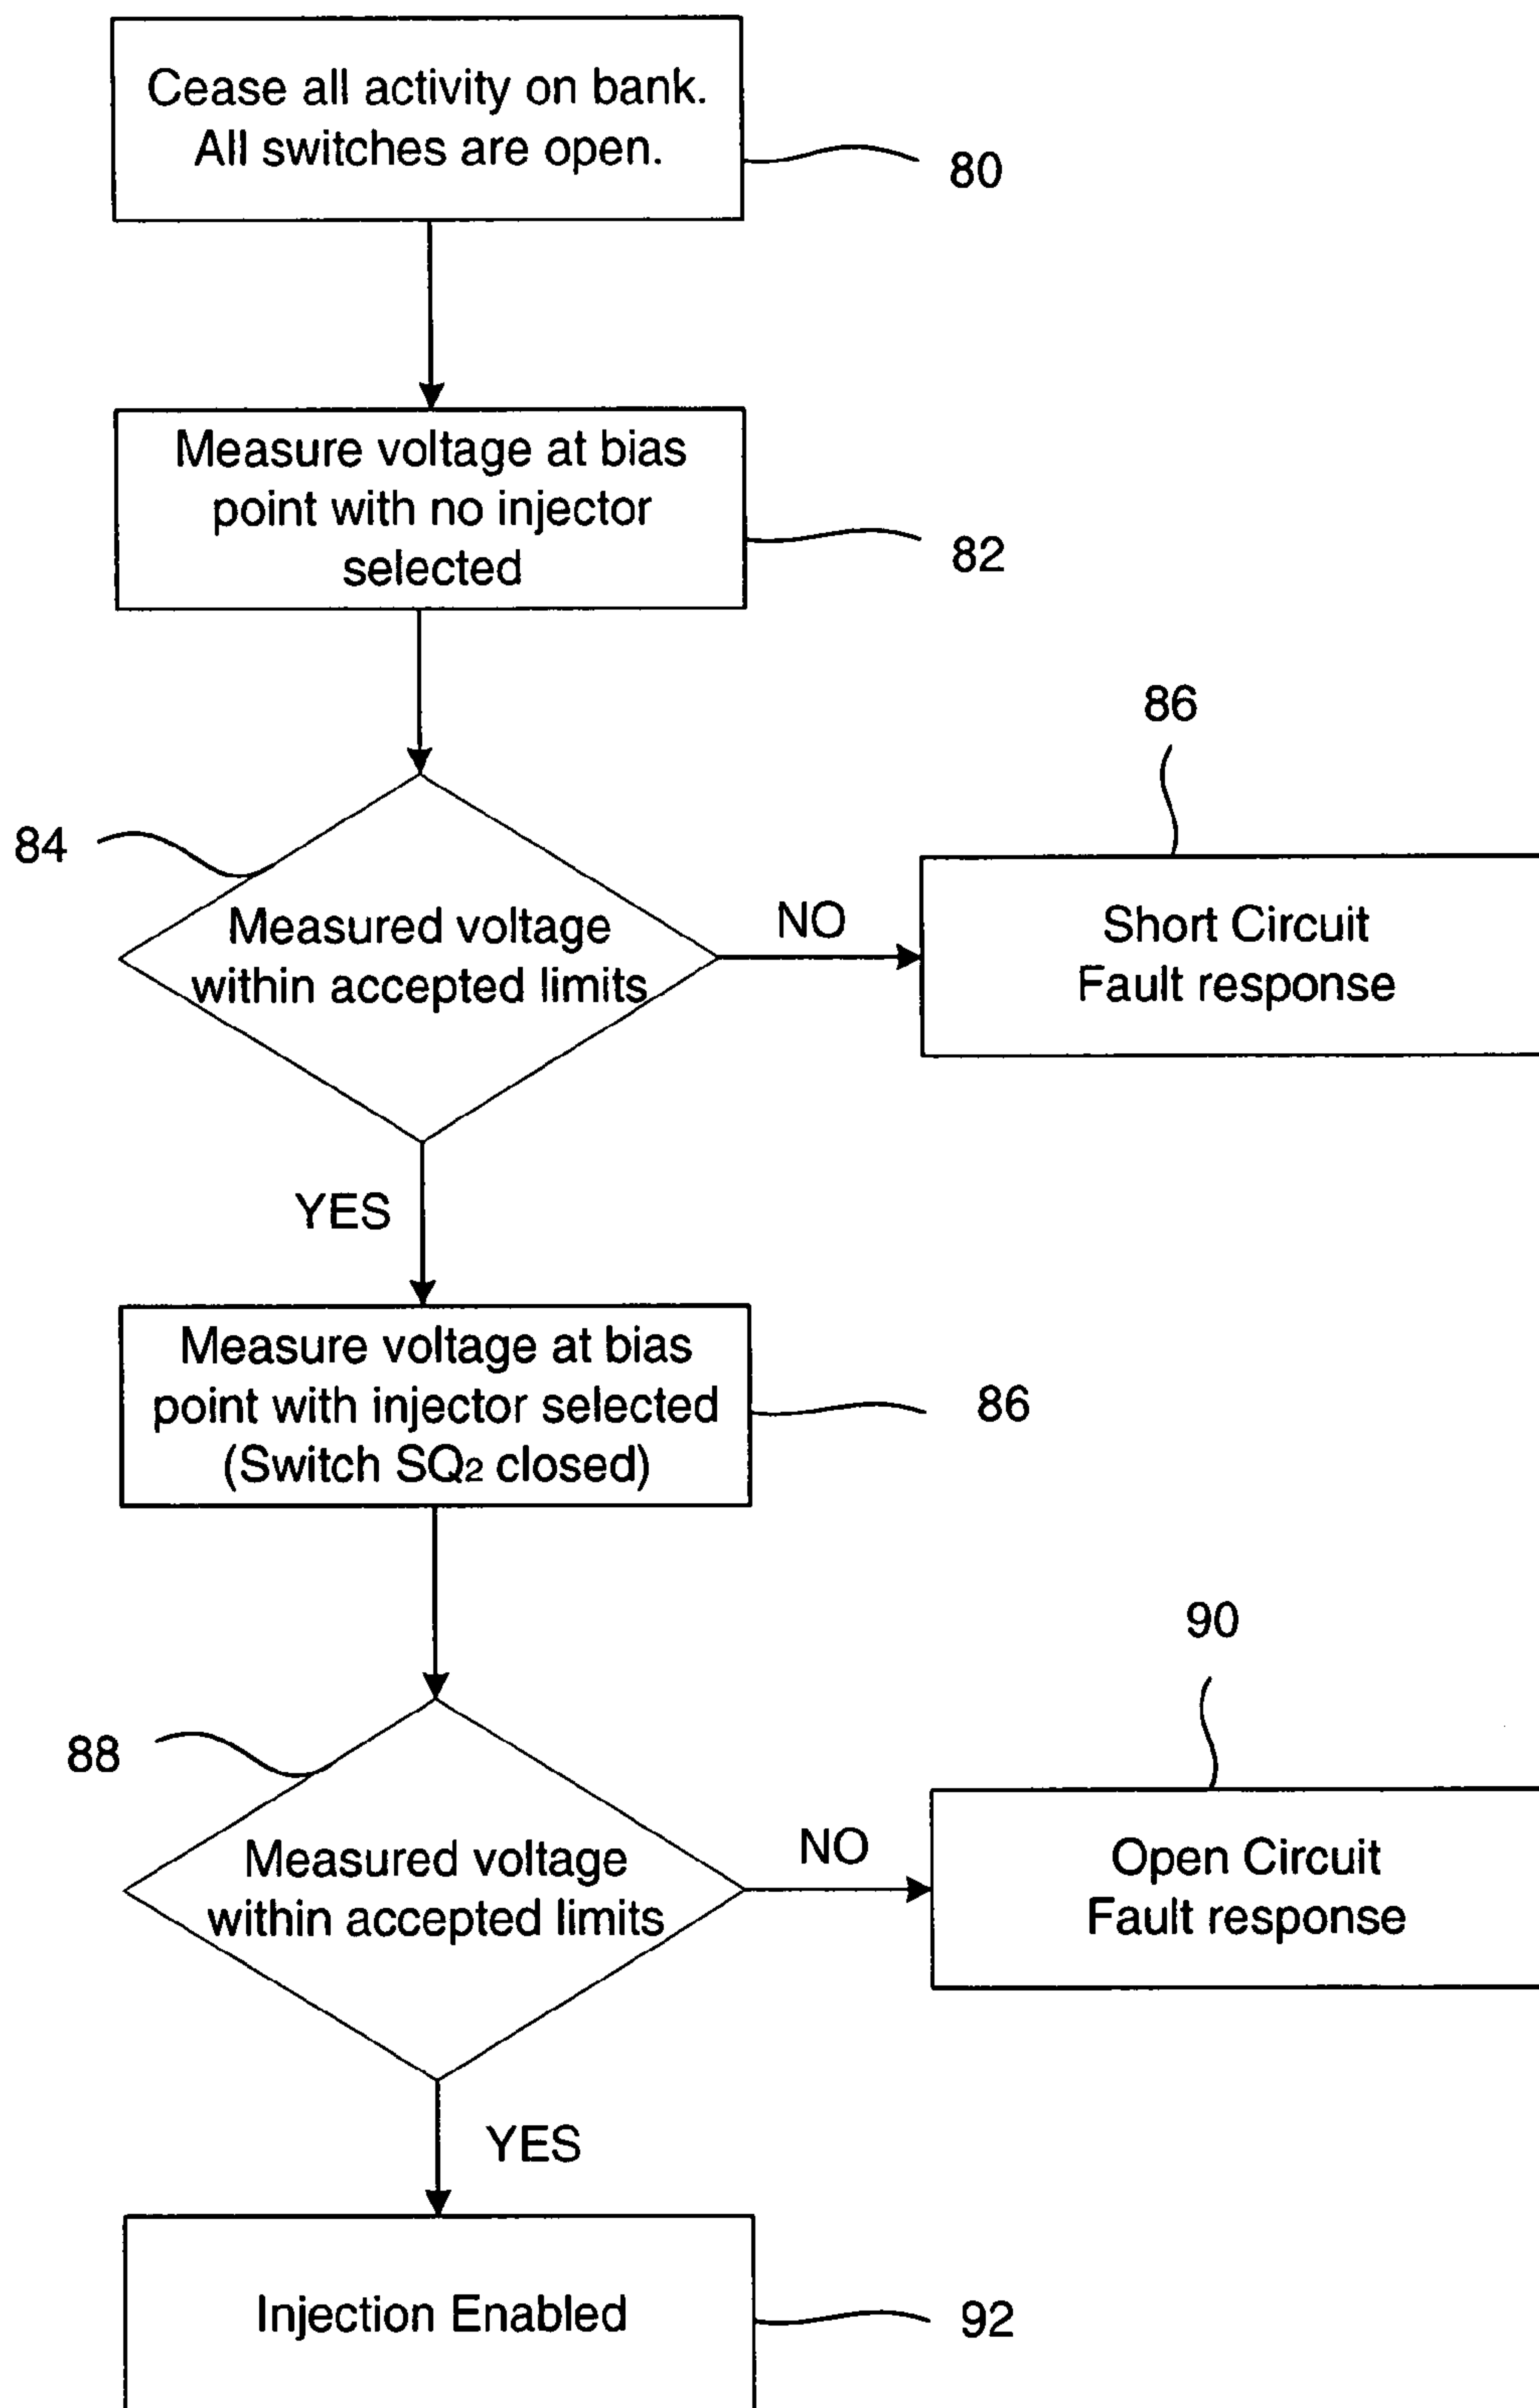 Cease all activity on bank.
All switches are open.
80
Measure voltage at bias
point with no injector
selected
82
86
84
Measured voltage
within accepted limits
NO
Short Circuit
Fault response
YES
Measure voltage at bias
point with injector selected
(Switch SQ2 closed)
86
90
88
Measured voltage
within accepted limits
NO
Open Circuit
Fault response
YES
Injection Enabled
92